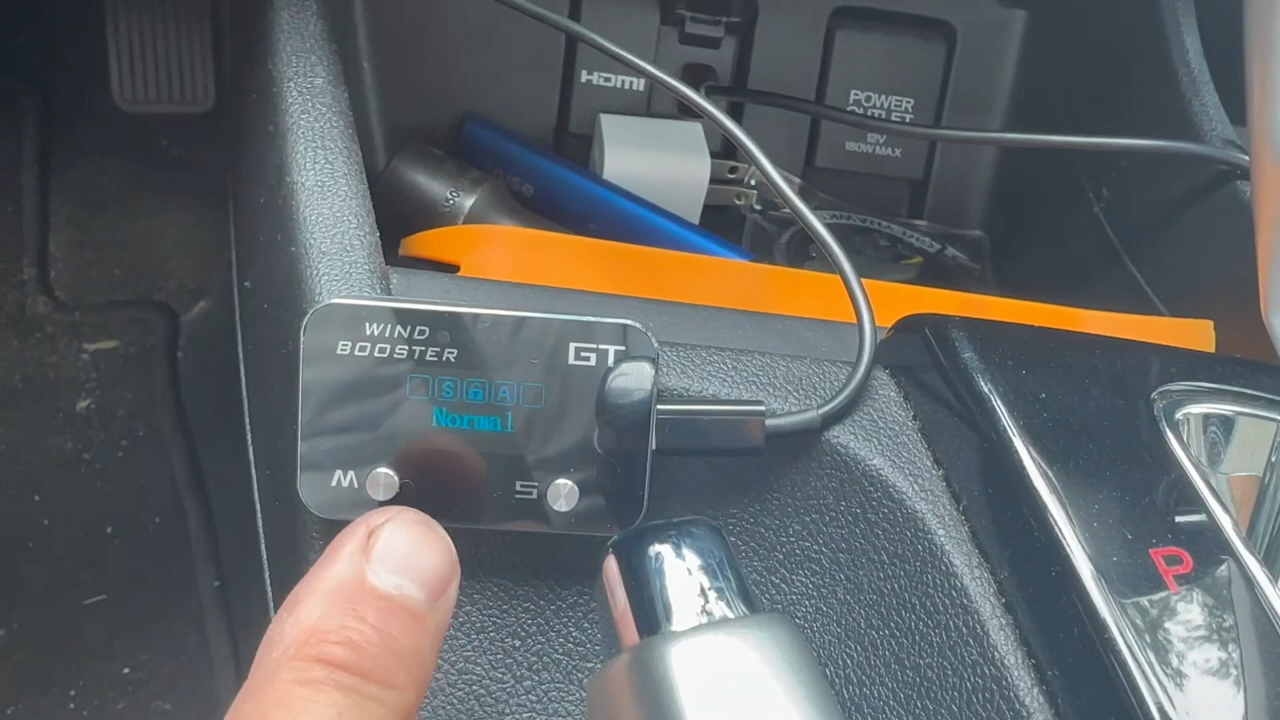 HDMI
POWER
OUTLET
12V
180W MAX
WIND
BOOSTER
GT
S A
Normal
M
S
P